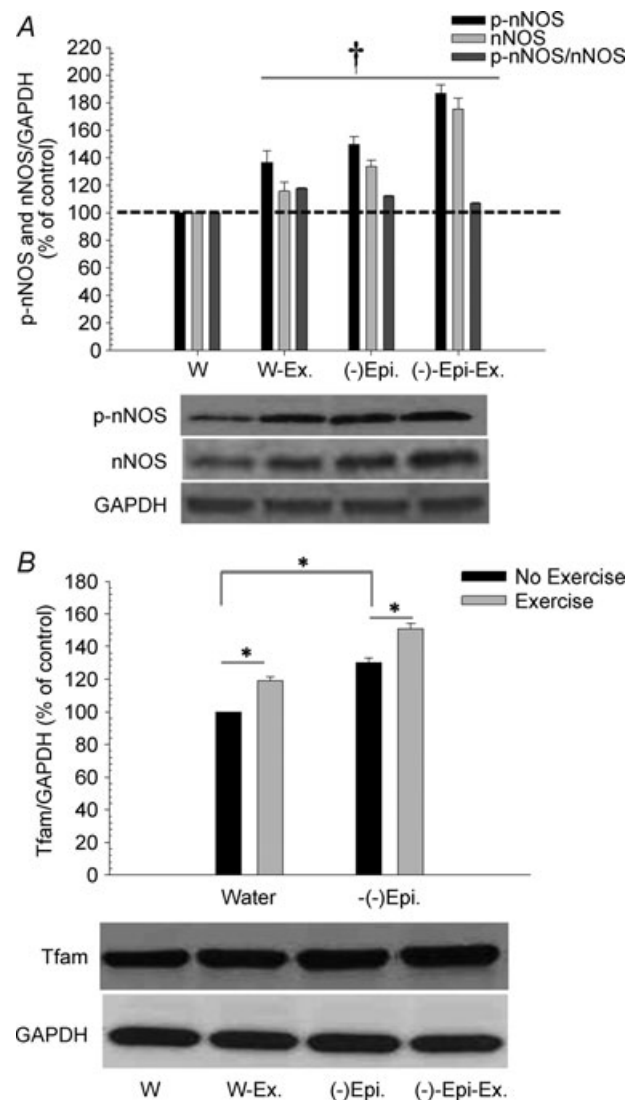 A
p-nNOS
nNOS
p-nNOS/nNOS
†
p-nNOS and nNOS/GAPDH
(% of control)
220
200
180
160
140
120
100
80
60
40
20
0
W
W-Ex.
(-)Epi.
(-)-Epi-Ex.
p-nNOS
nNOS
GAPDH
B
No Exercise
Exercise
*
*
*
Tfam/GAPDH (% of control)
180
160
140
120
100
80
60
40
20
0
Water
-(-)Epi.
Tfam
GAPDH
W
W-Ex.
(-)Epi.
(-)-Epi-Ex.